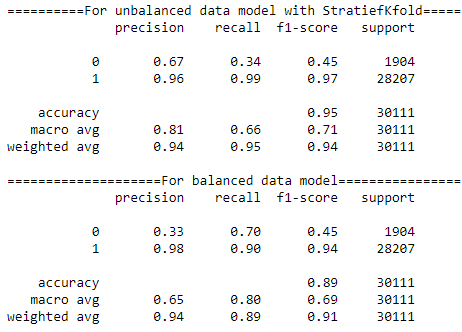 ==========For unbalanced data model with StratiefKfold=====
precision recall f1-score support
0 0.67 0.34 0.45 1904
1 0.96 0.99 0.97 28207
accuracy 0.95 30111
macro avg 0.81 0.66 0.71 30111
weighted avg 0.94 0.95 0.94 30111
====================For balanced data model================
precision recall f1-score support
0 0.33 0.70 0.45 1904
1 0.98 0.90 0.94 28207
accuracy 0.89 30111
macro avg 0.65 0.80 0.69 30111
weighted avg 0.94 0.89 0.91 30111